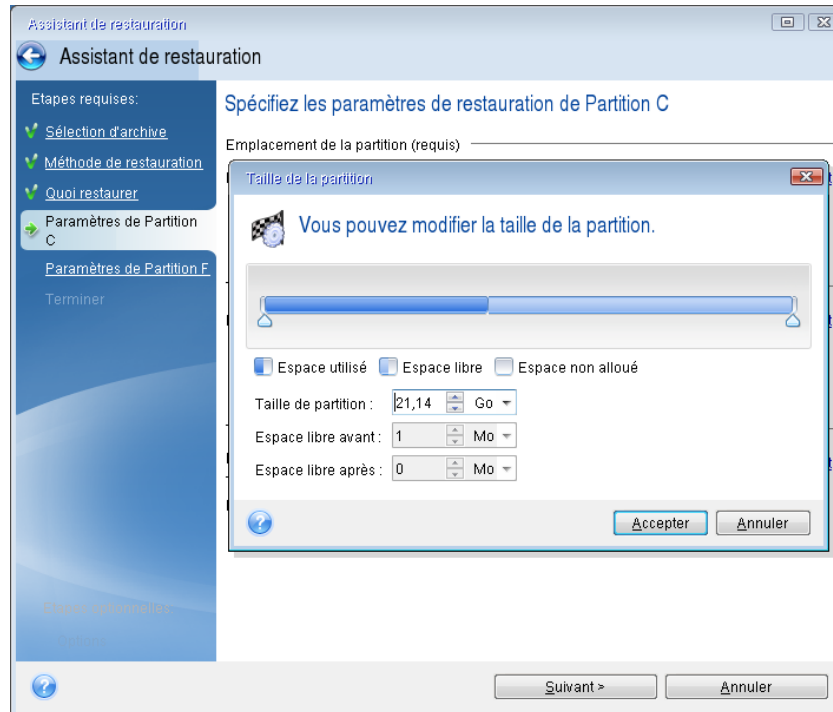 Assistant de restauration
Assistant de restauration
Etapes requises:
Sélection d'archive
Méthode de restauration
Quoi restaurer
Paramètres de Partition
C
Paramètres de Partition F
Terminer
Spécifiez les paramètres de restauration de Partition C
Emplacement de la partition (requis)
Taille de la partition
Vous pouvez modifier la taille de la partition.
Espace utilisé Espace libre Espace non alloué
Taille de partition : 21,14 Go
Espace libre avant : 1 Mo
Espace libre après : 0 Mo
Accepter Annuler
Suivant > Annuler